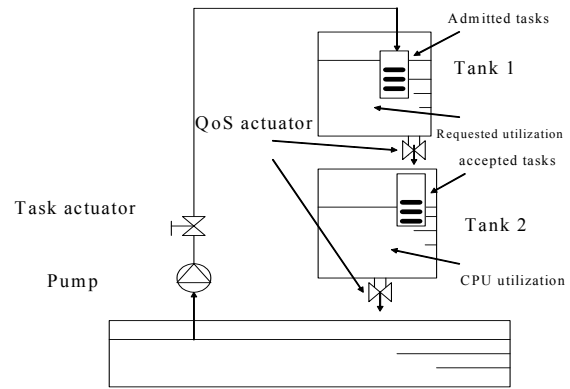 Admitted tasks
Tank 1
QoS actuator
Requested utilization
accepted tasks
Task actuator
Tank 2
Pump
CPU utilization